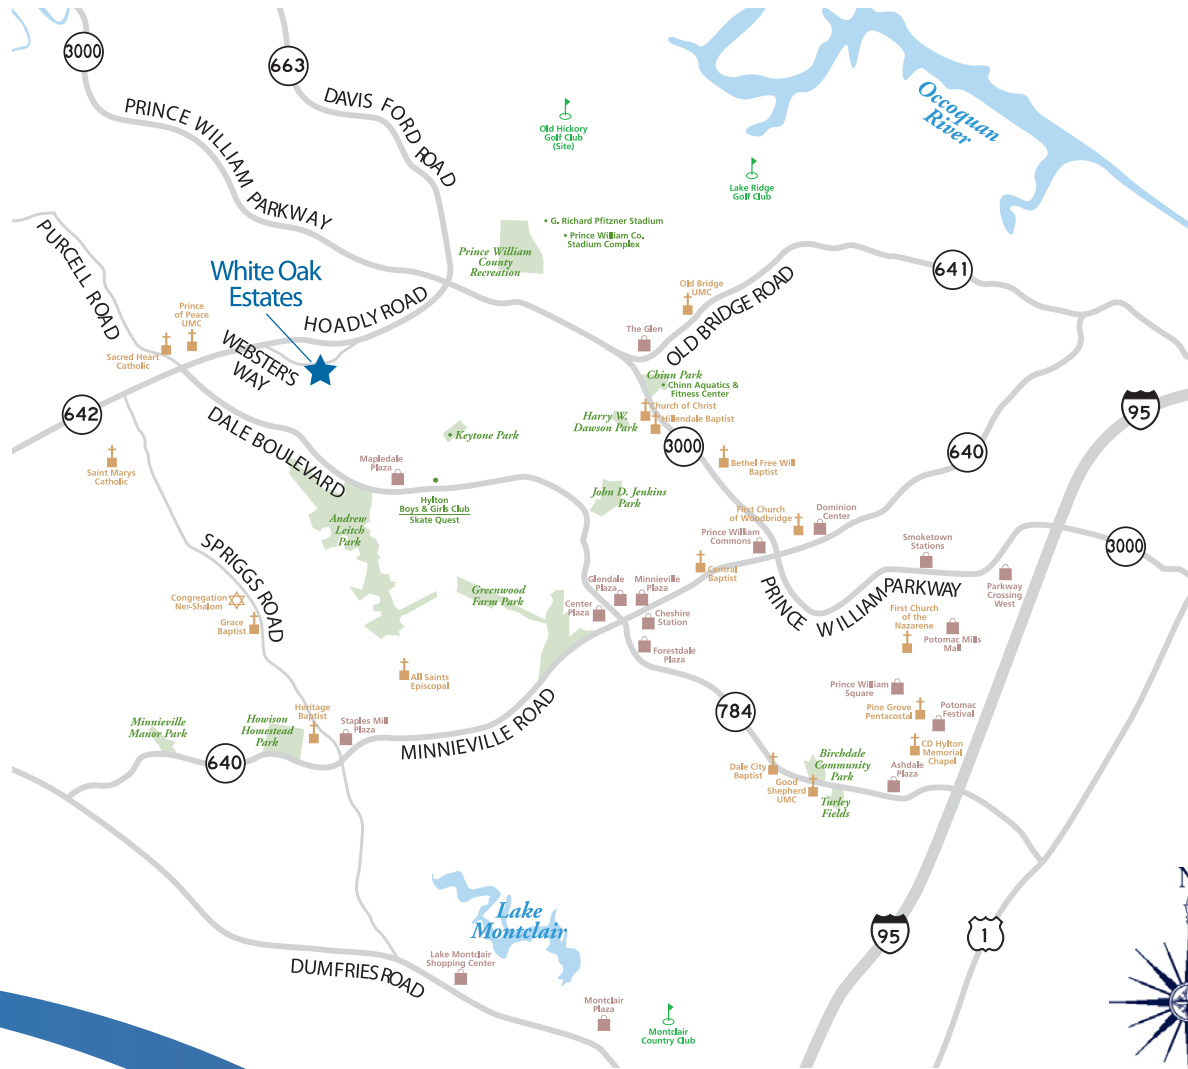 3000
663
PRINCE WILLIAM PARKWAY
DAVIS FORD ROAD
Old Hickory
Golf Club
(Site)
Occoquan
River
Lake Ridge
Golf Club
PURCELL ROAD
• G. Richard Pfitzner Stadium
• Prince William Co.
Stadium Complex
Prince William
County
Recreation
White Oak
Estates
641
Old Bridge
UMC
OLD BRIDGE ROAD
HOADLY ROAD
Prince
of Peace
UMC
The Glen
Sacred Heart
Catholic
WEBSTER'S
WAY
Chinn Park
• Chinn Aquatics &
Fitness Center
95
642
DALE BOULEVARD
Church of Christ
Hillendale Baptist
Harry W.
Dawson Park
• Keytone Park
3000
640
Saint Marys
Catholic
Mapledale
Plaza
Bethel Free Will
Baptist
Hylton
Boys & Girls Club
Skate Quest
John D. Jenkins
Park
Andrew
Leitch
Park
First Church
of Woodbridge
Dominion
Center
Prince William
Commons
Smoketown
Stations
3000
SPRIGGS ROAD
Central
Baptist
PRINCE WILLIAM PARKWAY
Parkway
Crossing
West
Congregation
Ner-Shalom
Grace
Baptist
Greenwood
Farm Park
Glendale
Plaza
Minnieville
Plaza
Center
Plaza
Cheshire
Station
Forestdale
Plaza
First Church
of the
Nazarene
Potomac Mills
Mall
All Saints
Episcopal
Prince William
Square
Pine Grove
Pentacostal
Potomac
Festival
784
Heritage
Baptist
Staples Mill
Plaza
Minnieville
Manor Park
Howison
Homestead
Park
MINNIEVILLE ROAD
640
Dale City
Baptist
Good
Shepherd
UMC
Birchdale
Community
Park
Turley
Fields
CD Hylton
Memorial
Chapel
Ashdale
Plaza
Lake
Montclair
95
1
N
Lake Montclair
Shopping Center
DUMFRIES ROAD
Montclair
Plaza
Montclair
Country Club